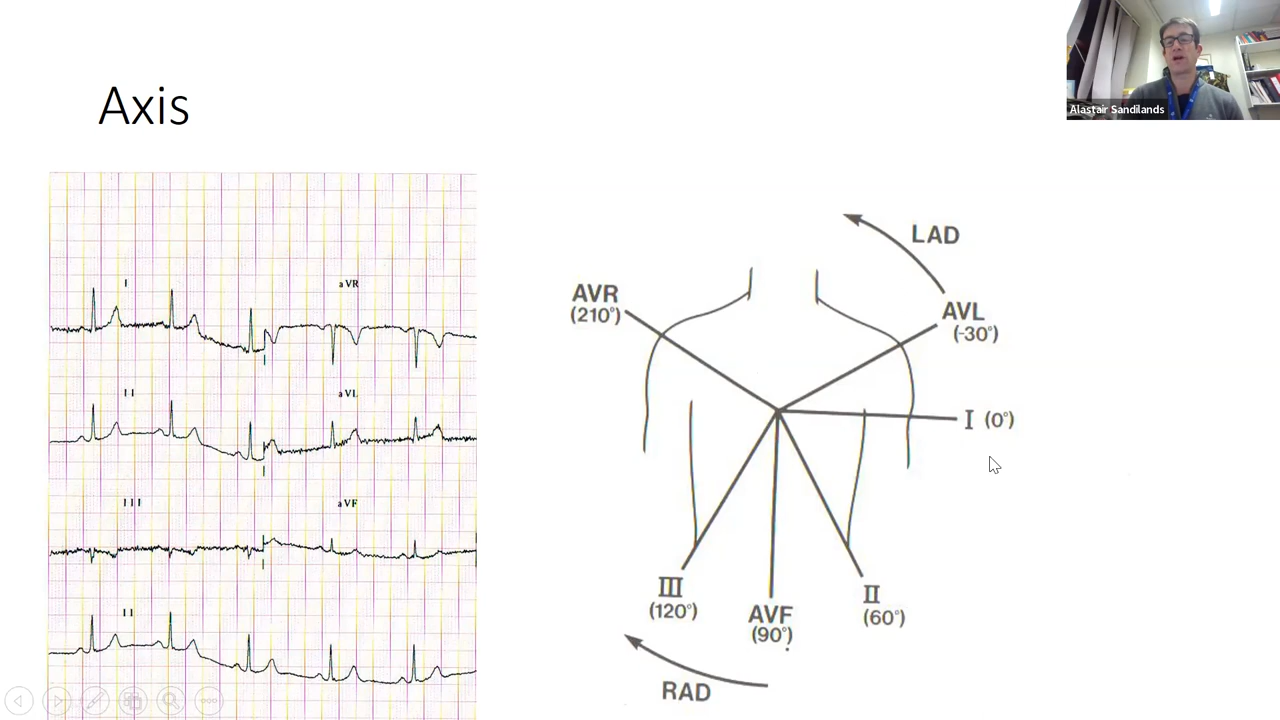 Axis
Alastair Sandilands
I
aVR
II
aVL
III
aVF
II
LAD
AVR
(210°)
AVL
(-30°)
I (0°)
III
(120°)
AVF
(90°)
II
(60°)
RAD